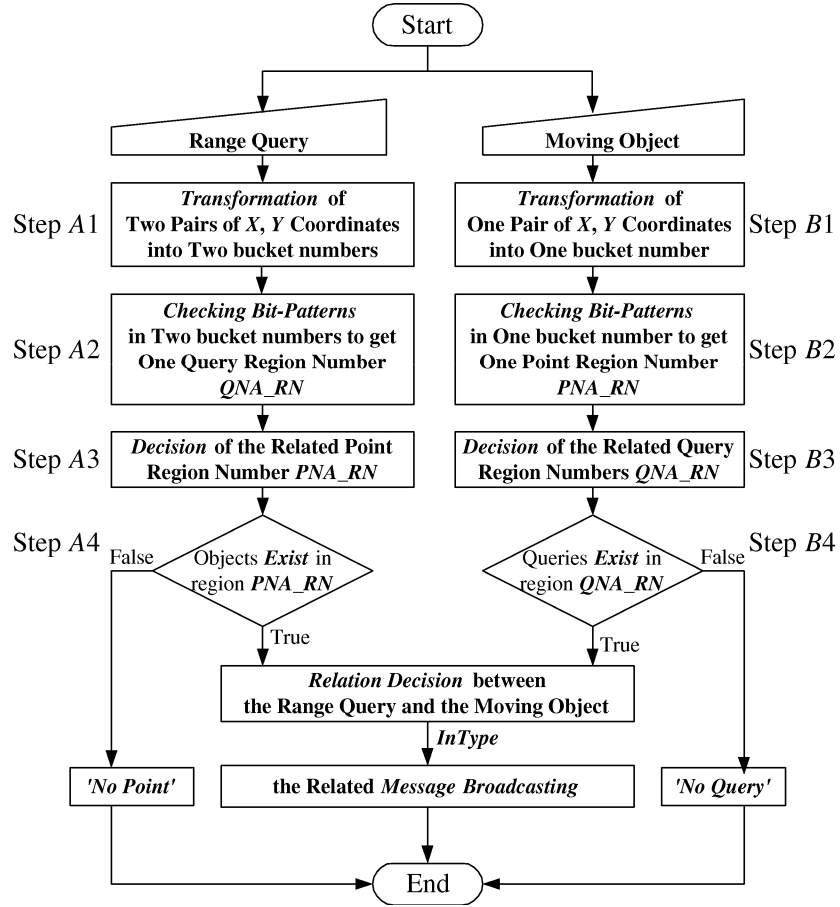 Start
Range Query
Moving Object
Step A1
Transformation of
Two Pairs of X, Y Coordinates
into Two bucket numbers
Transformation of
One Pair of X, Y Coordinates
into One bucket number
Step B1
Step A2
Checking Bit-Patterns
in Two bucket numbers to get
One Query Region Number
QNA_RN
Checking Bit-Patterns
in One bucket number to get
One Point Region Number
PNA_RN
Step B2
Step A3
Decision of the Related Point
Region Number PNA_RN
Decision of the Related Query
Region Numbers QNA_RN
Step B3
Step A4
False
Objects Exist in
region PNA_RN
True
Queries Exist in
region QNA_RN
False
Step B4
True
Relation Decision between
the Range Query and the Moving Object
InType
'No Point'
the Related Message Broadcasting
'No Query'
End